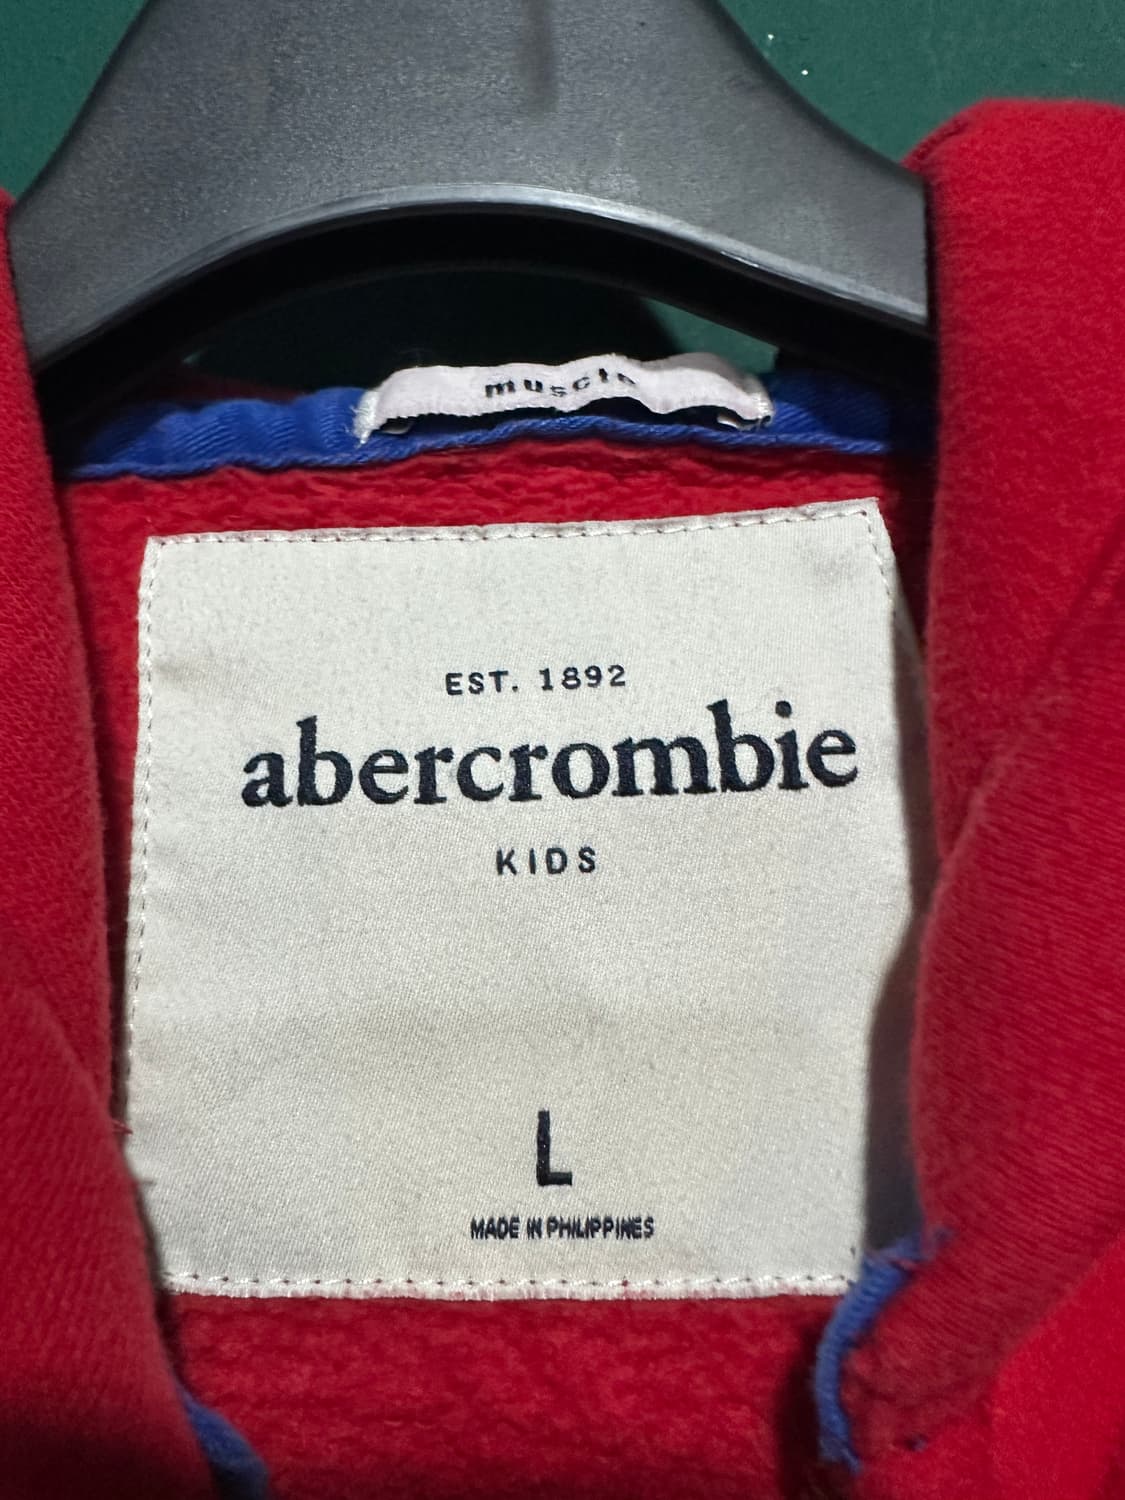 muscle
EST. 1892
abercrombie
KIDS
L
MADE IN PHILIPPINES